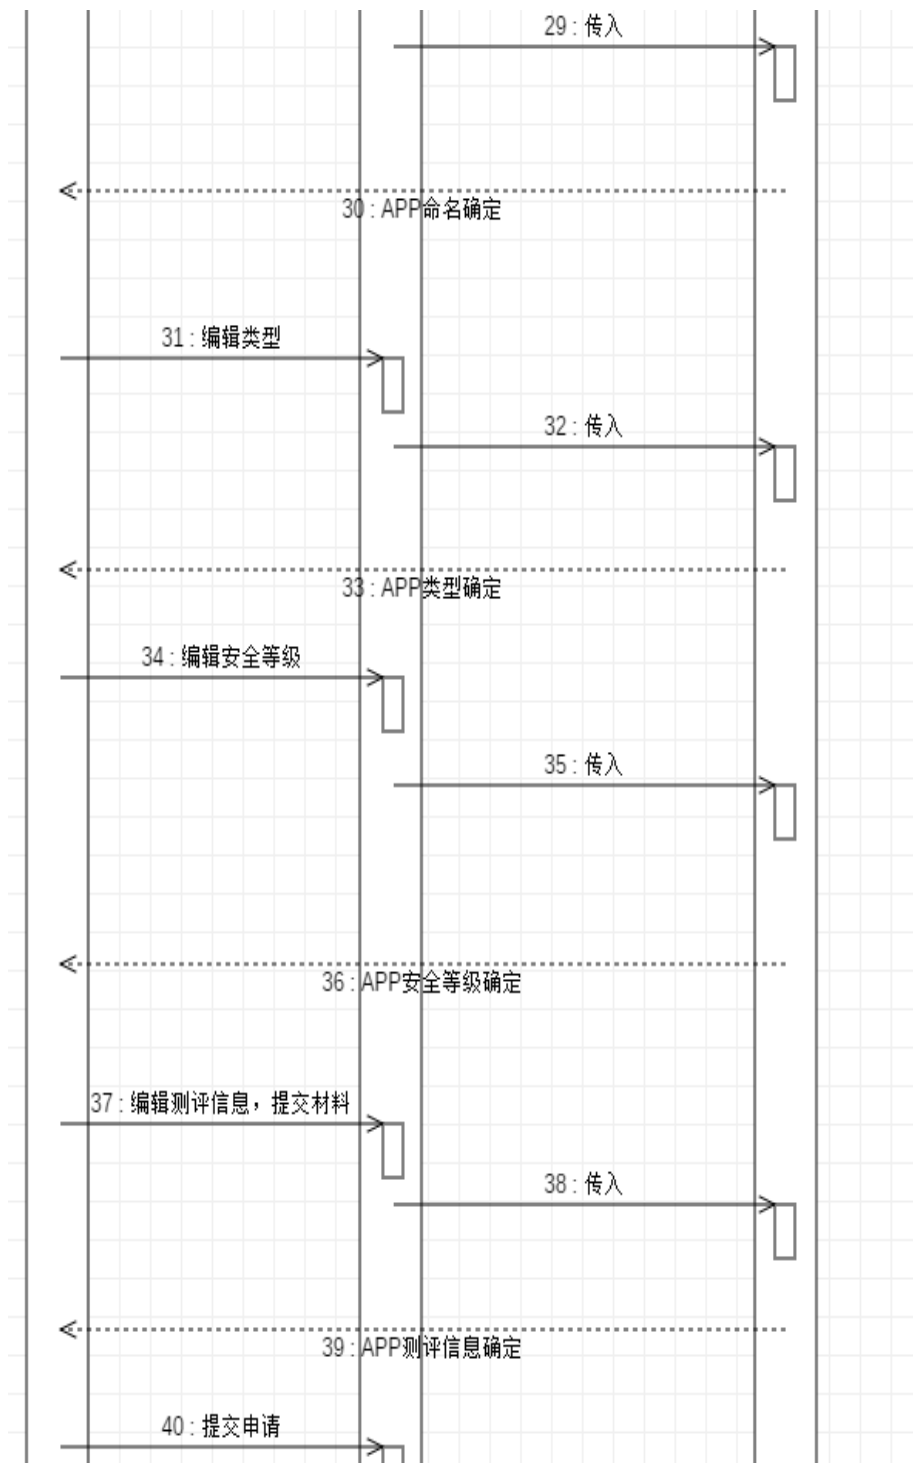 29 : 传入
30 : APP命名确定
31 : 编辑类型
32 : 传入
33 : APP类型确定
34 : 编辑安全等级
35 : 传入
36 : APP安全等级确定
37 : 编辑测评信息，提交材料
38 : 传入
39 : APP测评信息确定
40 : 提交申请